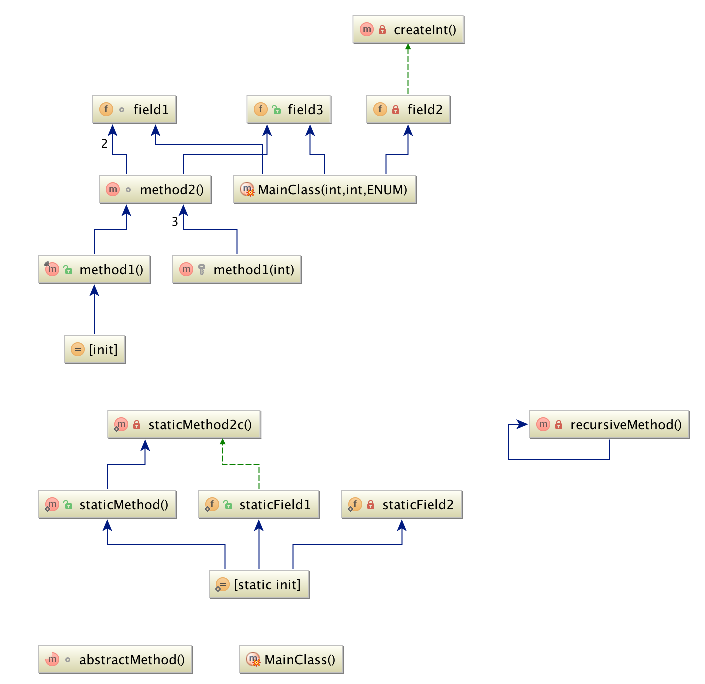 createInt()
field1
field3
field2
2
method2()
MainClass(int,int,ENUM)
3
method1()
method1(int)
[init]
staticMethod2c()
recursiveMethod()
staticMethod()
staticField1
staticField2
[static init]
abstractMethod()
MainClass()